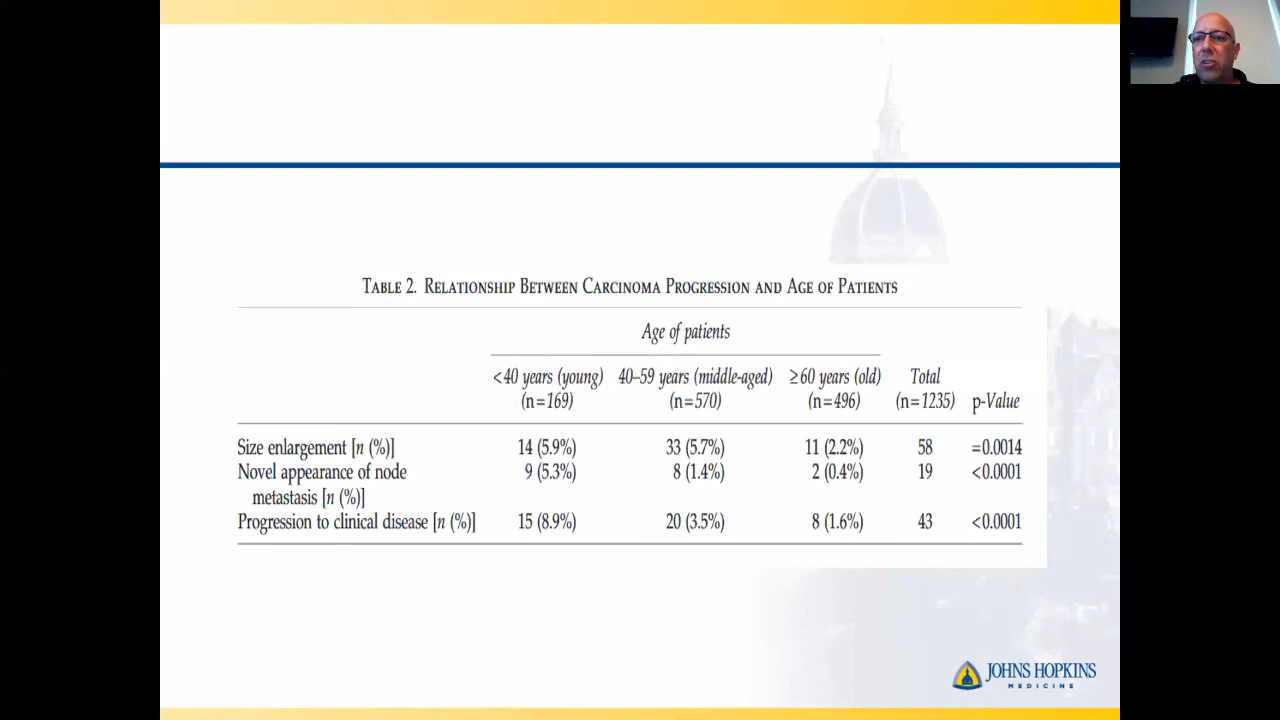 TABLE 2. RELATIONSHIP BETWEEN CARCINOMA PROGRESSION AND AGE OF PATIENTS
Age of patients
<40 years (young) 40–59 years (middle-aged) ≥60 years (old) Total
(n=169) (n=570) (n=496) (n=1235) p-Value
Size enlargement [n (%)] 14 (5.9%) 33 (5.7%) 11 (2.2%) 58 =0.0014
Novel appearance of node 9 (5.3%) 8 (1.4%) 2 (0.4%) 19 <0.0001
metastasis [n (%)]
Progression to clinical disease [n (%)] 15 (8.9%) 20 (3.5%) 8 (1.6%) 43 <0.0001
JOHNS HOPKINS
MEDICINE